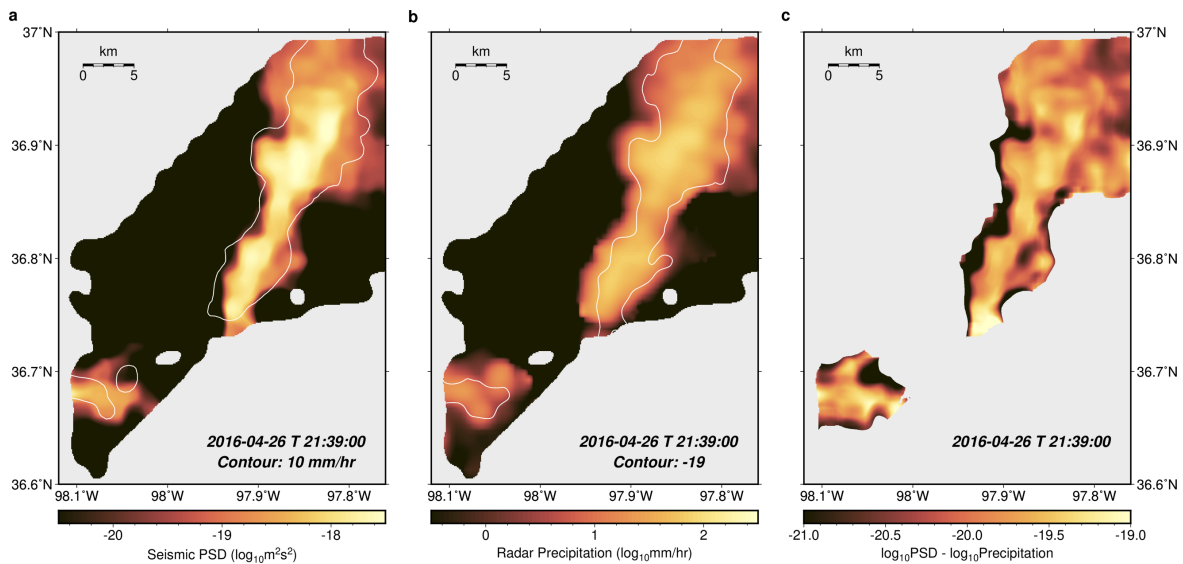 a
b
c
37°N
37°N
km
0 5
km
0 5
km
0 5
36.9°N
36.9°N
36.8°N
36.8°N
36.7°N
36.7°N
2016-04-26 T 21:39:00
Contour: 10 mm/hr
2016-04-26 T 21:39:00
Contour: -19
2016-04-26 T 21:39:00
36.6°N
36.6°N
98.1°W 98°W 97.9°W 97.8°W
98.1°W 98°W 97.9°W 97.8°W
98.1°W 98°W 97.9°W 97.8°W
-20 -19 -18
0 1 2
-21.0 -20.5 -20.0 -19.5 -19.0
Seismic PSD (log₁₀m²s²)
Radar Precipitation (log₁₀mm/hr)
log₁₀PSD - log₁₀Precipitation